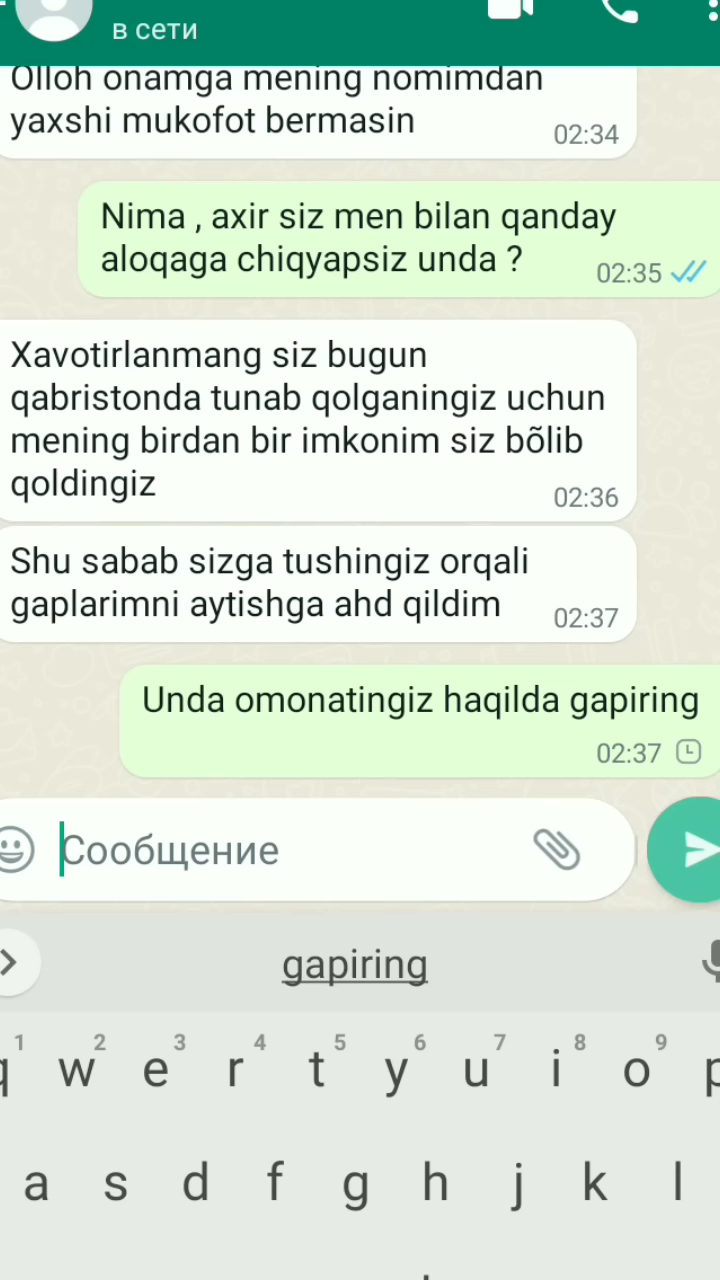 в сети
Olloh onamga mening nomimdan
yaxshi mukofot bermasin
02:34
Nima , axir siz men bilan qanday
aloqaga chiqyapsiz unda ?
02:35
Xavotirlanmang siz bugun
qabristonda tunab qolganingiz uchun
mening birdan bir imkonim siz bõlib
qoldingiz
02:36
Shu sabab sizga tushingiz orqali
gaplarimni aytishga ahd qildim
02:37
Unda omonatingiz haqilda gapiring
02:37
Сообщение
gapiring
1 2 3 4 5 6 7 8 9
q w e r t y u i o p
a s d f g h j k l